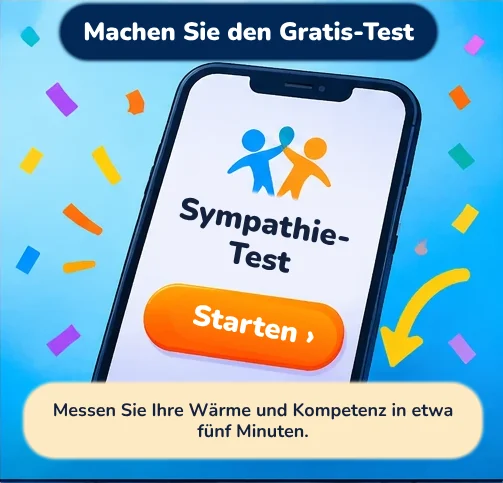 Machen Sie den Gratis-Test
Sympathie-
Test
Starten ›
Messen Sie Ihre Wärme und Kompetenz in etwa
fünf Minuten.